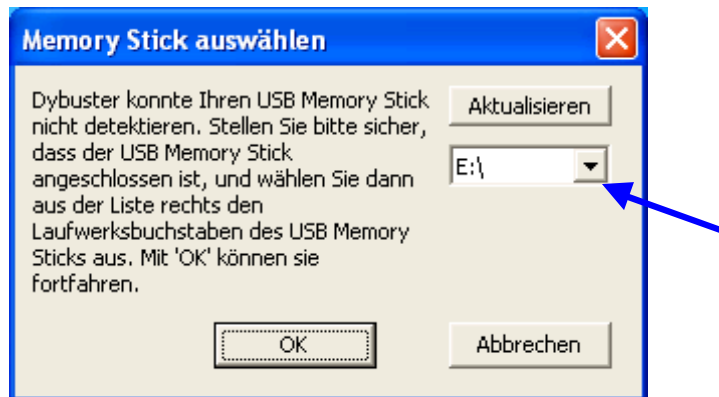 Memory Stick auswählen
Dybuster konnte Ihren USB Memory Stick
nicht detektieren. Stellen Sie bitte sicher,
dass der USB Memory Stick
angeschlossen ist, und wählen Sie dann
aus der Liste rechts den
Laufwerksbuchstaben des USB Memory
Sticks aus. Mit 'OK' können sie
fortfahren.
Aktualisieren
E:\
OK
Abbrechen